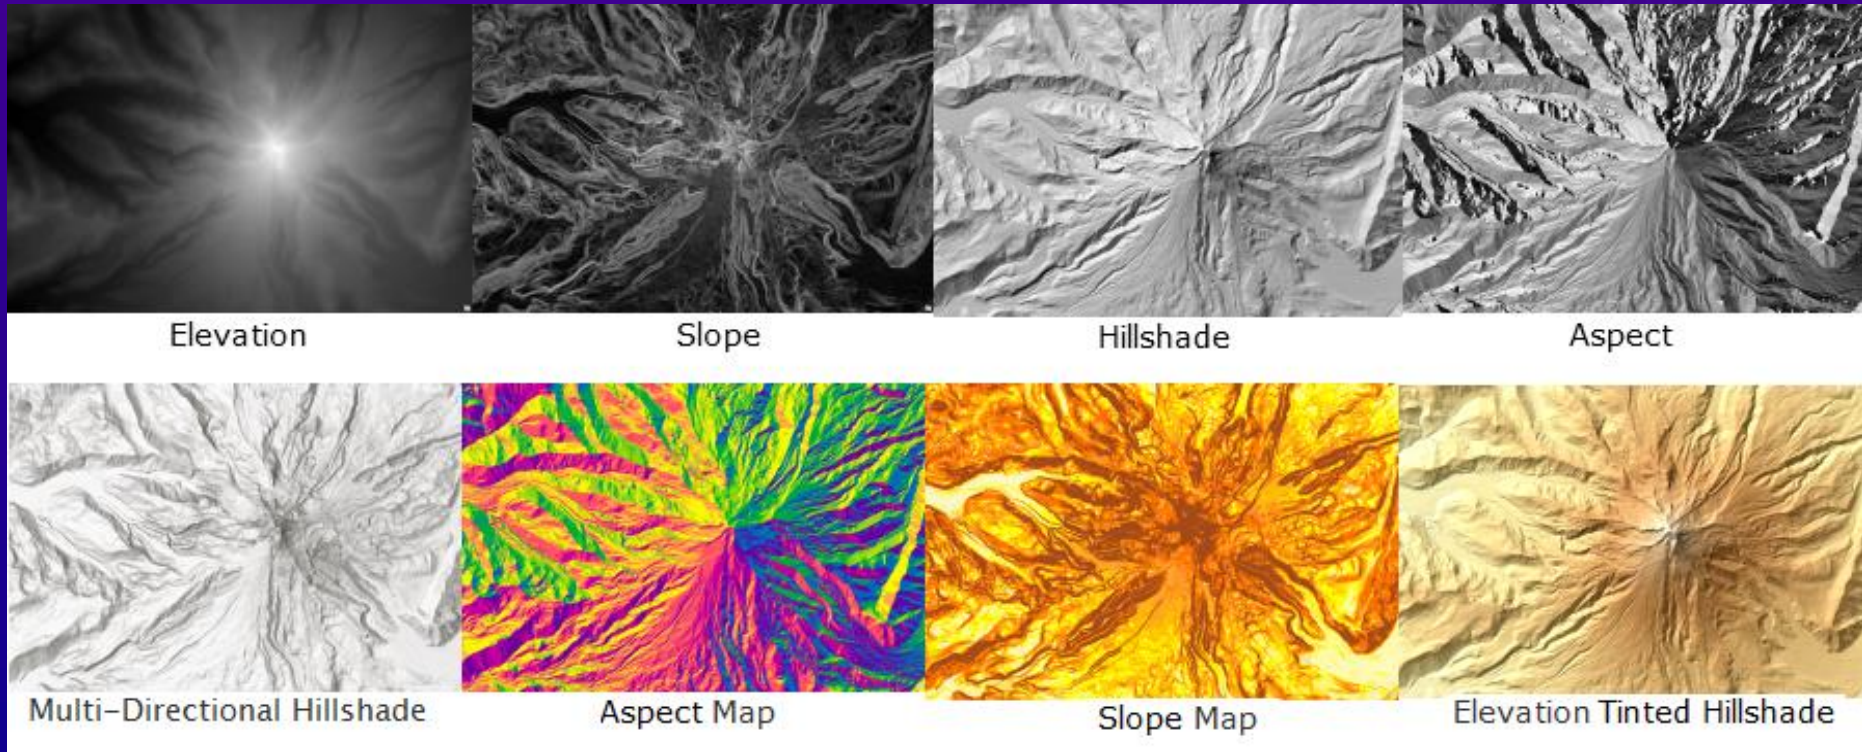 Elevation
Slope
Hillshade
Aspect
Multi-Directional Hillshade
Aspect Map
Slope Map
Elevation Tinted Hillshade